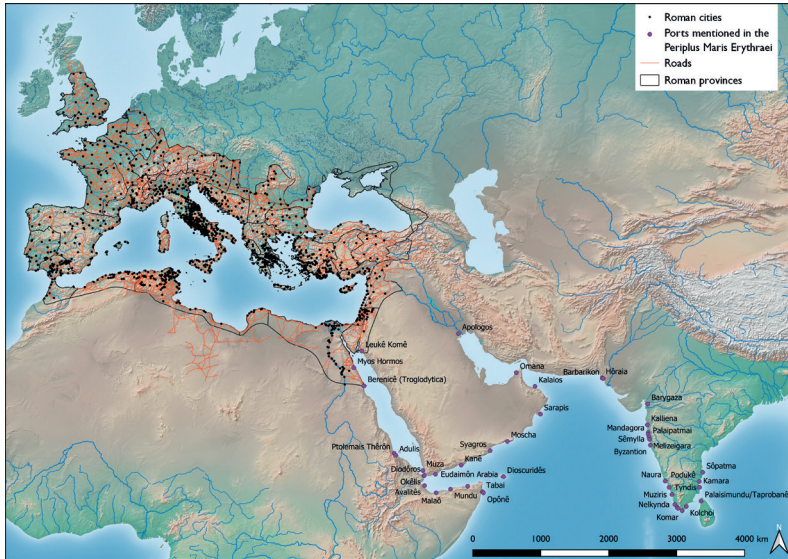 Roman cities
Ports mentioned in the
Periplus Maris Erythraei
Roads
Roman provinces
Apologos
Leukê Komê
Myos Hormos
Omana
Hôraia
Barbarikon
Berenicê (Troglodytica)
Kalaios
Barygaza
Sarapis
Kalliena
Mandagora
Palaipatmai
Sêmylla
Moscha
Melizeigara
Ptolemais Thêrôn
Adulis
Syagros
Byzantion
Kanê
Sôpatma
Diodôros
Muza
Dioscuridês
Naura
Podukê
Eudaimôn Arabia
Kamara
Okêlis
Tyndis
Tabai
Avalitês
Mundu
Muziris
Palaisimundu/Taprobanê
Malaô
Opônê
Nelkynda
Kolchoi
Komar
0 1000 2000 3000 4000 km
N